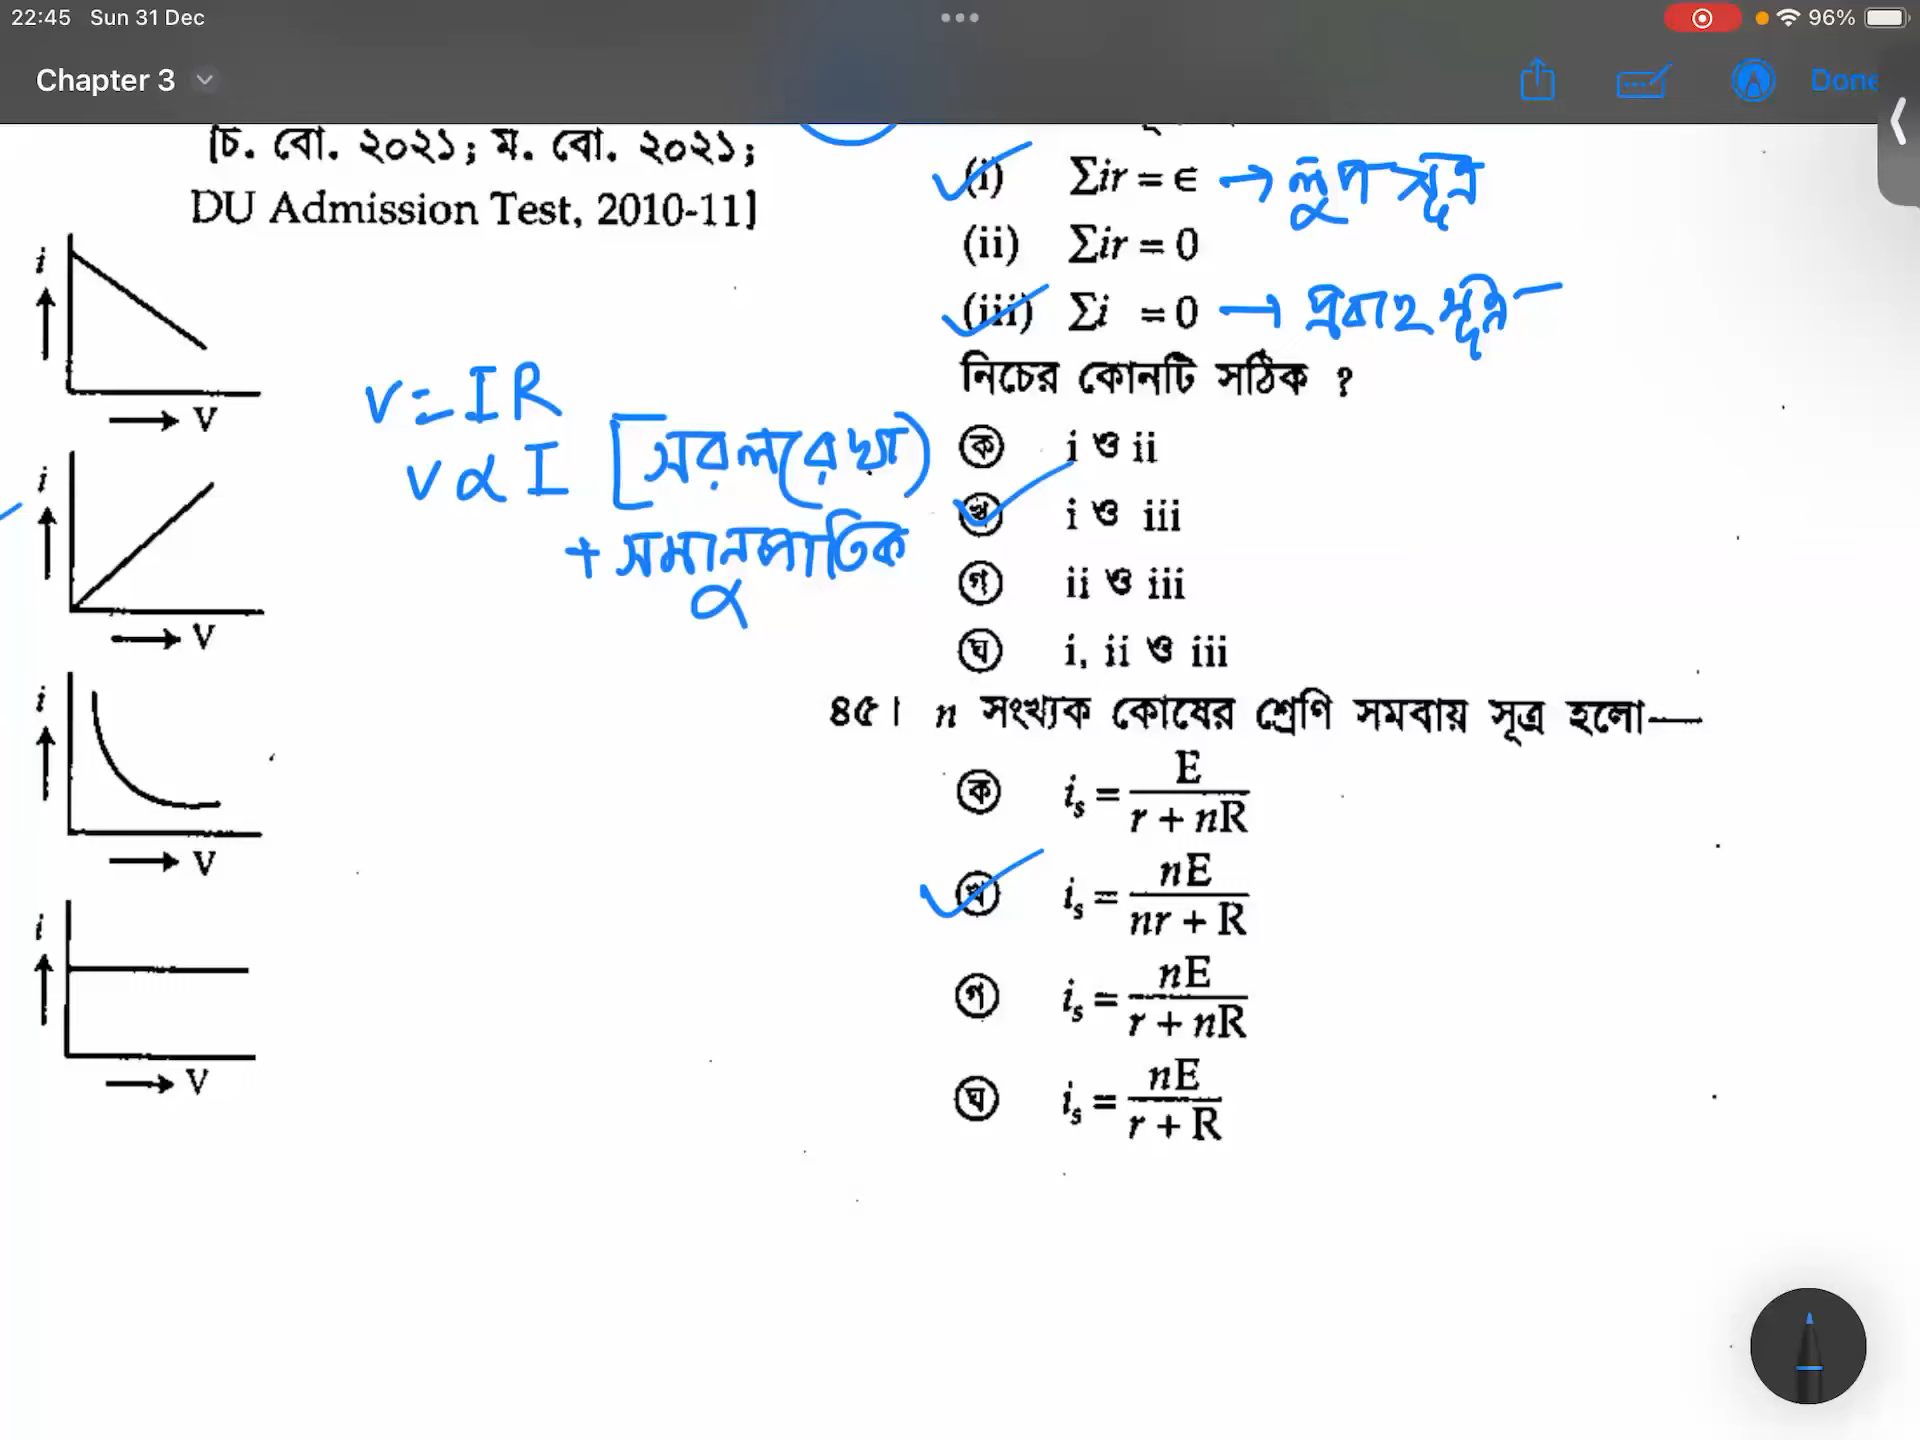 22:45 Sun 31 Dec
96%
Chapter 3
Done
[চ. বো. ২০২১; ম. বো. ২০২১;
DU Admission Test, 2010-11]
i
V
i
V
i
V
i
V
V = IR
V α I [সরলরেখা)
+ সমানুপাতিক
α
(i) Σir = ϵ → লুপ সূত্র
(ii) Σir = 0
(iii) Σi = 0 → প্রবাহ সূত্র
নিচের কোনটি সঠিক ?
ক i ও ii
খ i ও iii
গ ii ও iii
ঘ i, ii ও iii
৪৫। n সংখ্যক কোষের শ্রেণি সমবায় সূত্র হলো—
ক iₛ = E / r + nR
খ iₛ = nE / nr + R
গ iₛ = nE / r + nR
ঘ iₛ = nE / r + R